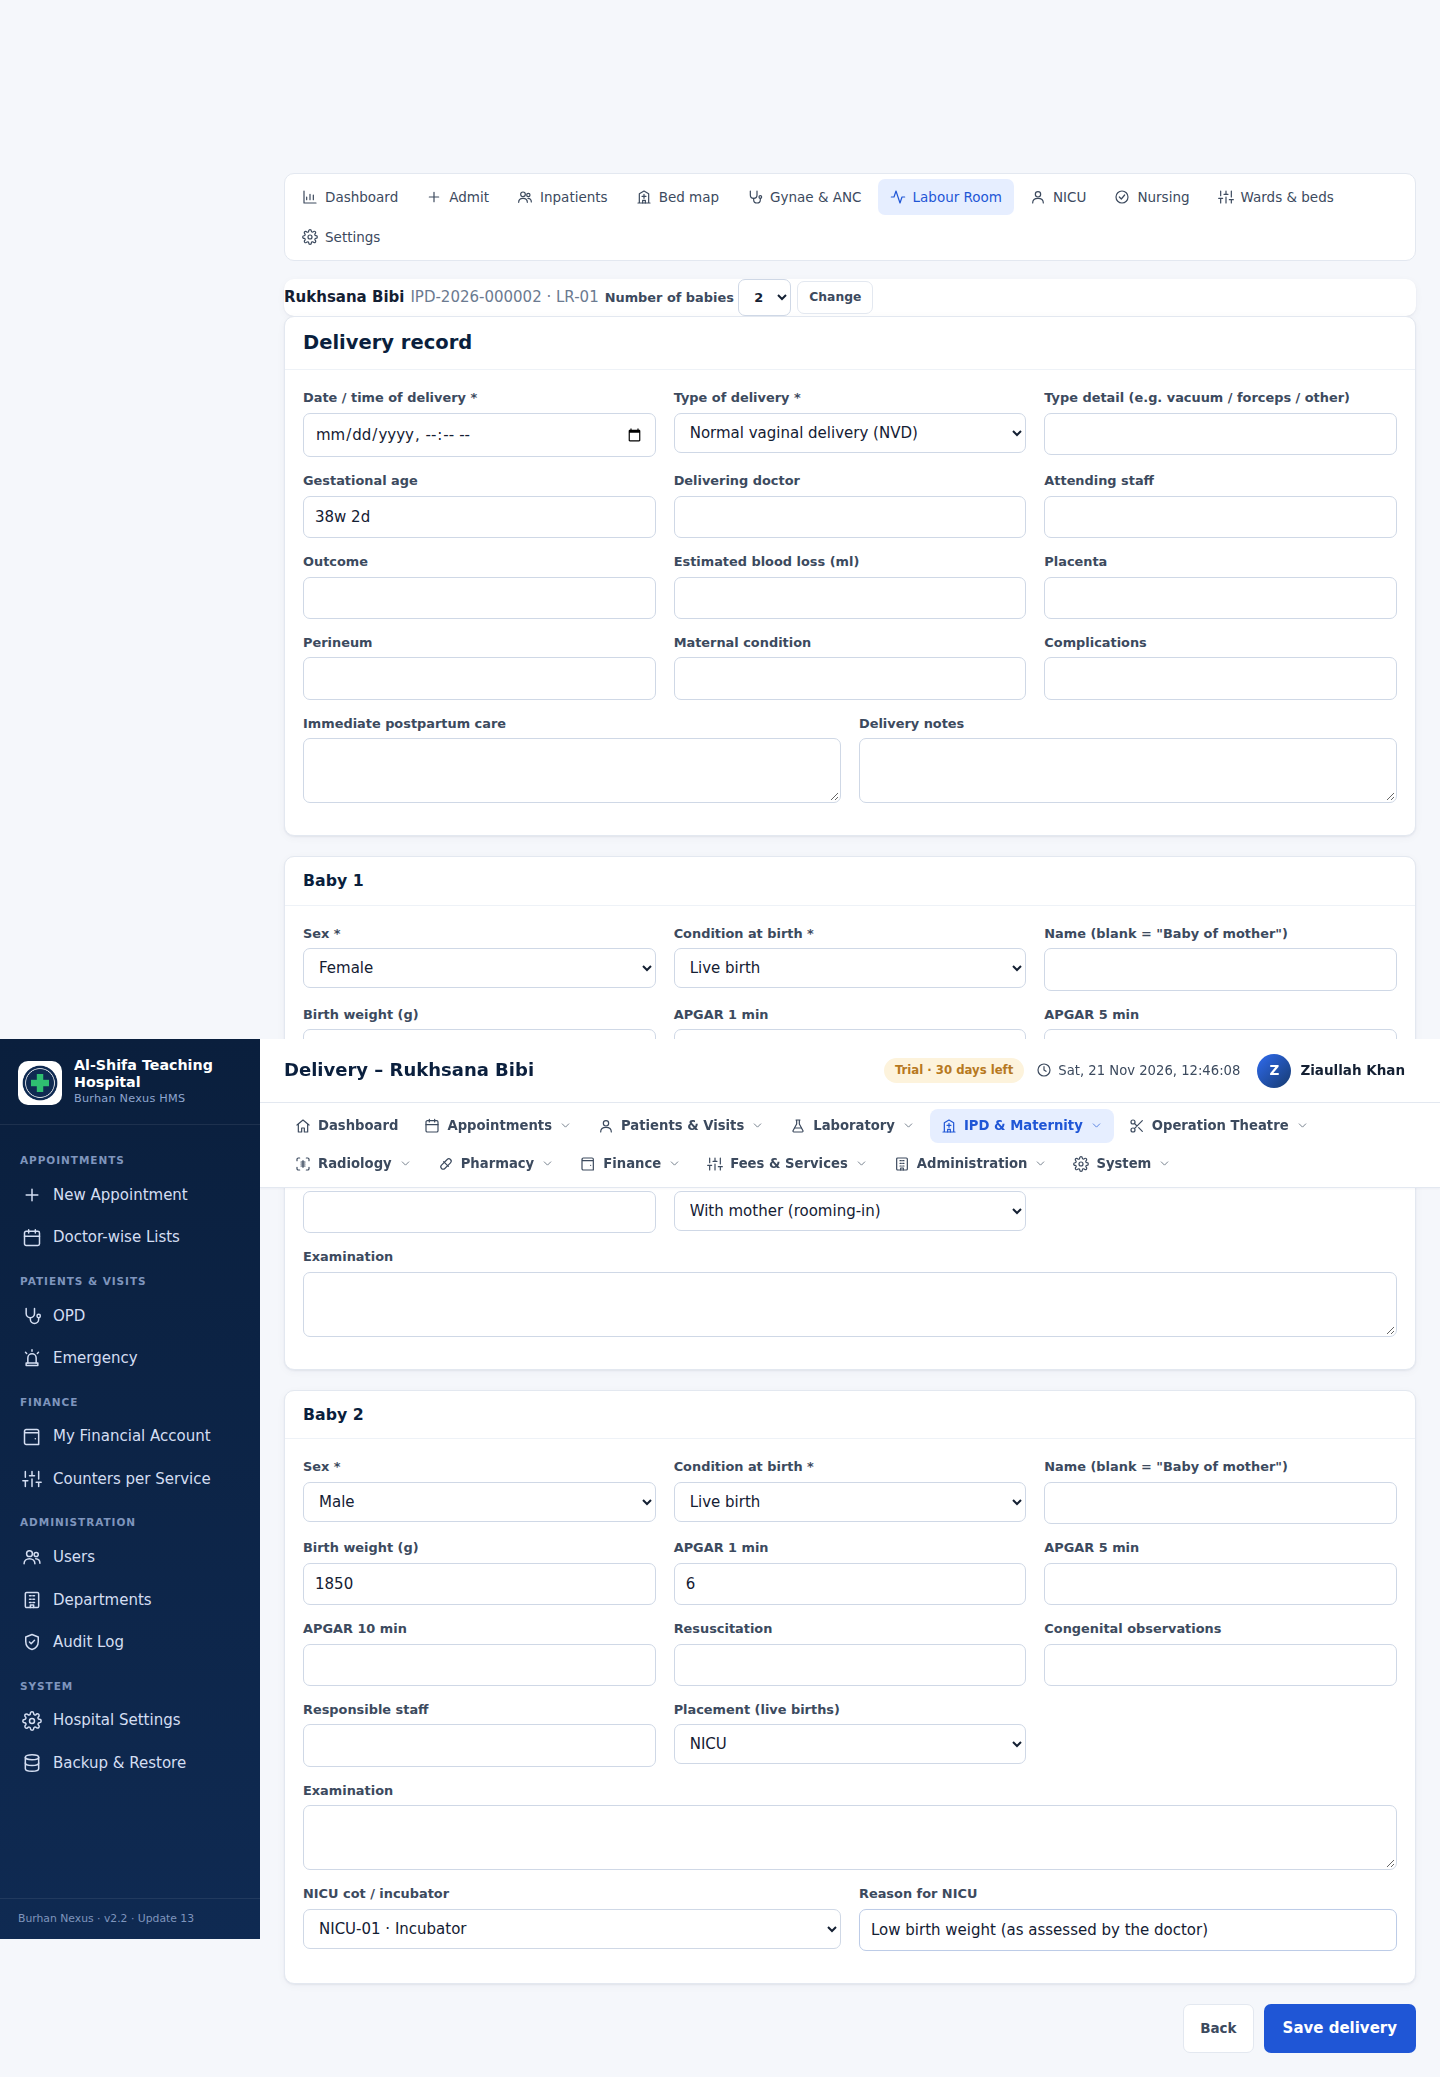 Dashboard Admit Inpatients Bed map Gynae & ANC Labour Room NICU Nursing Wards & beds
Settings
Rukhsana Bibi IPD-2026-000002 · LR-01 Number of babies 2 Change
Delivery record
Date / time of delivery * Type of delivery * Type detail (e.g. vacuum / forceps / other)
mm/dd/yyyy, --:-- -- Normal vaginal delivery (NVD)
Gestational age Delivering doctor Attending staff
38w 2d
Outcome Estimated blood loss (ml) Placenta
Perineum Maternal condition Complications
Immediate postpartum care Delivery notes
Baby 1
Sex * Condition at birth * Name (blank = "Baby of mother")
Female Live birth
Birth weight (g) APGAR 1 min APGAR 5 min
Al-Shifa Teaching
Hospital
Burhan Nexus HMS
Delivery – Rukhsana Bibi Trial · 30 days left Sat, 21 Nov 2026, 12:46:08 Z Ziaullah Khan
Dashboard Appointments Patients & Visits Laboratory IPD & Maternity Operation Theatre
Radiology Pharmacy Finance Fees & Services Administration System
APPOINTMENTS
New Appointment
Doctor-wise Lists
PATIENTS & VISITS
OPD
Emergency
FINANCE
My Financial Account
Counters per Service
ADMINISTRATION
Users
Departments
Audit Log
SYSTEM
Hospital Settings
Backup & Restore
Burhan Nexus · v2.2 · Update 13
With mother (rooming-in)
Examination
Baby 2
Sex * Condition at birth * Name (blank = "Baby of mother")
Male Live birth
Birth weight (g) APGAR 1 min APGAR 5 min
1850 6
APGAR 10 min Resuscitation Congenital observations
Responsible staff Placement (live births)
NICU
Examination
NICU cot / incubator Reason for NICU
NICU-01 · Incubator Low birth weight (as assessed by the doctor)
Back Save delivery